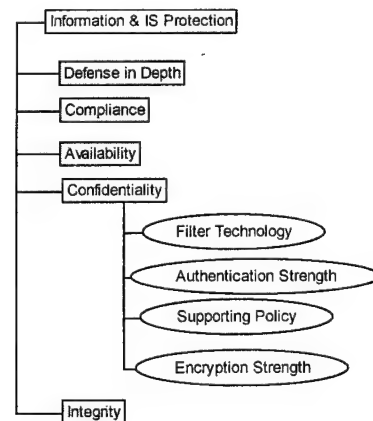 Information & IS Protection
Defense in Depth
Compliance
Availability
Confidentiality
Filter Technology
Authentication Strength
Supporting Policy
Encryption Strength
Integrity